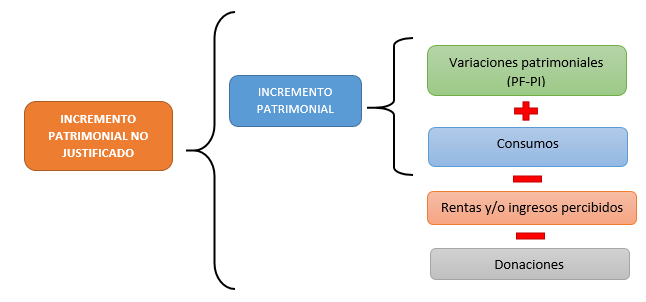 INCREMENTO
PATRIMONIAL NO
JUSTIFICADO
INCREMENTO
PATRIMONIAL
Variaciones patrimoniales
(PF-PI)
Consumos
Rentas y/o ingresos percibidos
Donaciones